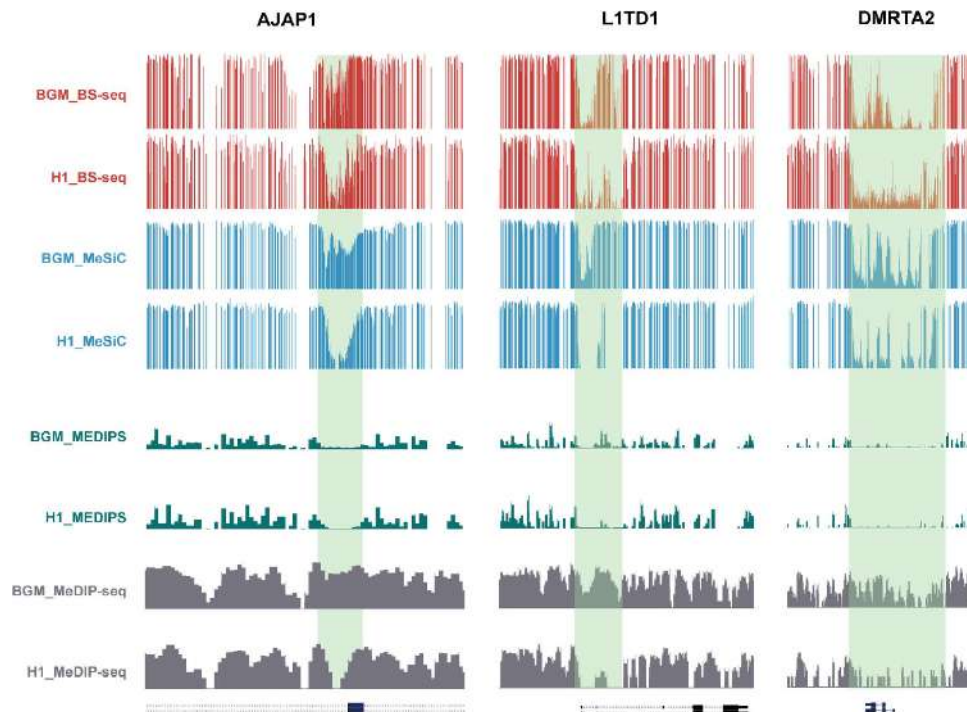 AJAP1 L1TD1 DMRTA2
BGM_BS-seq
H1_BS-seq
BGM_MeSiC
H1_MeSiC
BGM_MEDIPS
H1_MEDIPS
BGM_MeDIP-seq
H1_MeDIP-seq